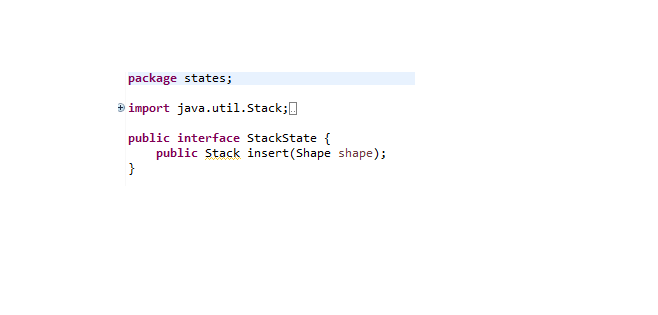 package states;
import java.util.Stack;
public interface StackState {
public Stack insert(Shape shape);
}